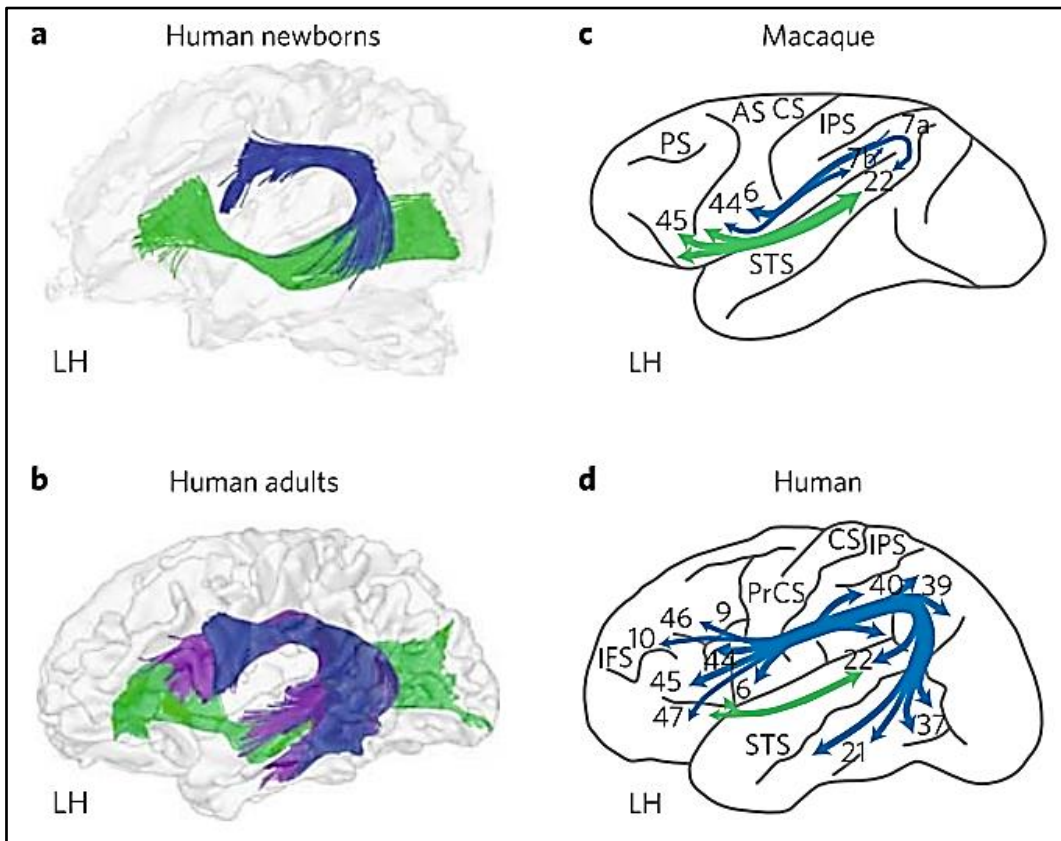 a Human newborns
LH
b Human adults
LH
c Macaque
PS AS CS IPS 7a
7b
22
44 6
45
STS
LH
d Human
CS IPS
PrCS 40 39
46 9
10
IFS 44 22
45 6
47
STS 21 37
LH